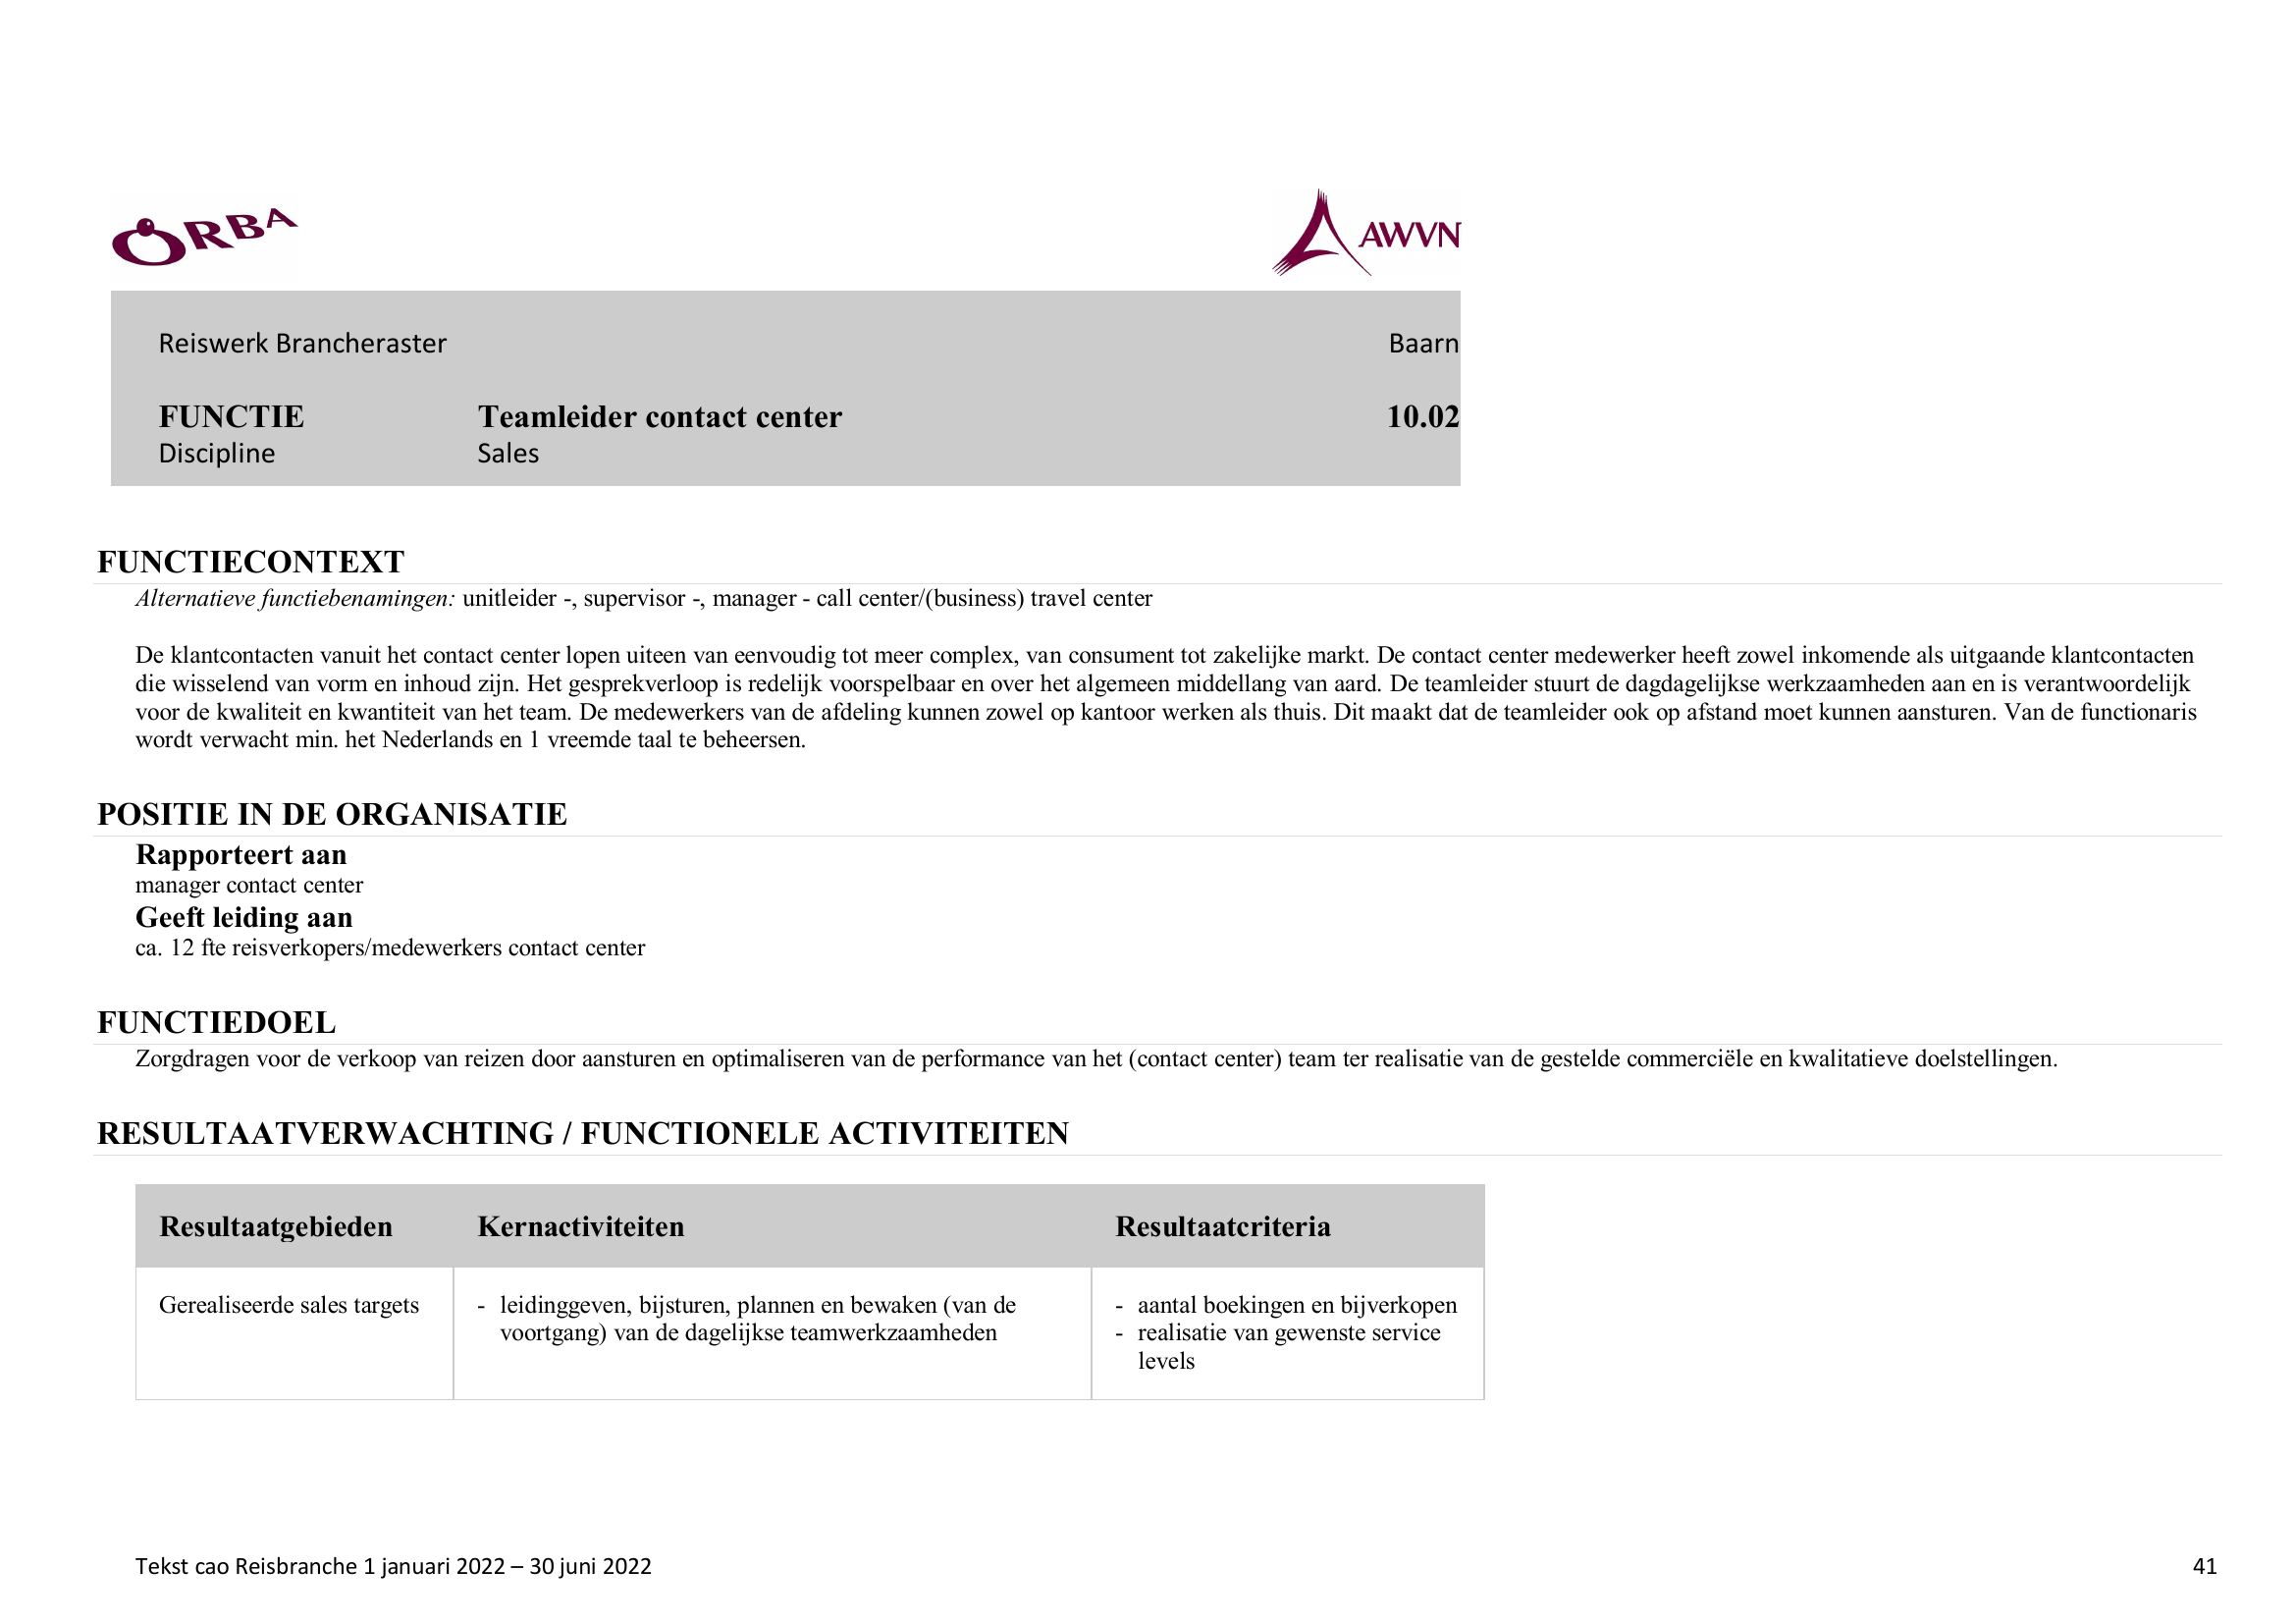 ORBA
AWVN
Reiswerk Brancheraster Baarn
FUNCTIE Teamleider contact center 10.02
Discipline Sales
FUNCTIECONTEXT
Alternatieve functiebenamingen: unitleider -, supervisor -, manager - call center/(business) travel center
De klantcontacten vanuit het contact center lopen uiteen van eenvoudig tot meer complex, van consument tot zakelijke markt. De contact center medewerker heeft zowel inkomende als uitgaande klantcontacten
die wisselend van vorm en inhoud zijn. Het gesprekverloop is redelijk voorspelbaar en over het algemeen middellang van aard. De teamleider stuurt de dagdagelijkse werkzaamheden aan en is verantwoordelijk
voor de kwaliteit en kwantiteit van het team. De medewerkers van de afdeling kunnen zowel op kantoor werken als thuis. Dit maakt dat de teamleider ook op afstand moet kunnen aansturen. Van de functionaris
wordt verwacht min. het Nederlands en 1 vreemde taal te beheersen.
POSITIE IN DE ORGANISATIE
Rapporteert aan
manager contact center
Geeft leiding aan
ca. 12 fte reisverkopers/medewerkers contact center
FUNCTIEDOEL
Zorgdragen voor de verkoop van reizen door aansturen en optimaliseren van de performance van het (contact center) team ter realisatie van de gestelde commerciële en kwalitatieve doelstellingen.
RESULTAATVERWACHTING / FUNCTIONELE ACTIVITEITEN
Resultaatgebieden Kernactiviteiten Resultaatcriteria
Gerealiseerde sales targets
- leidinggeven, bijsturen, plannen en bewaken (van de
voortgang) van de dagelijkse teamwerkzaamheden
- aantal boekingen en bijverkopen
- realisatie van gewenste service
levels
Tekst cao Reisbranche 1 januari 2022 – 30 juni 2022 41